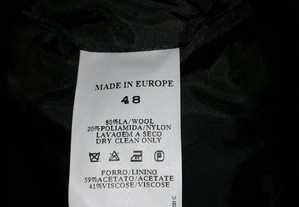 MADE IN EUROPE
48
80%LA/WOOL
20%POLIAMIDA/NYLON
LAVAGEM A SECO
DRY CLEAN ONLY
FORRO/LINING
59%ACETATO/ACETATE
41%VISCOSE/VISCOSE